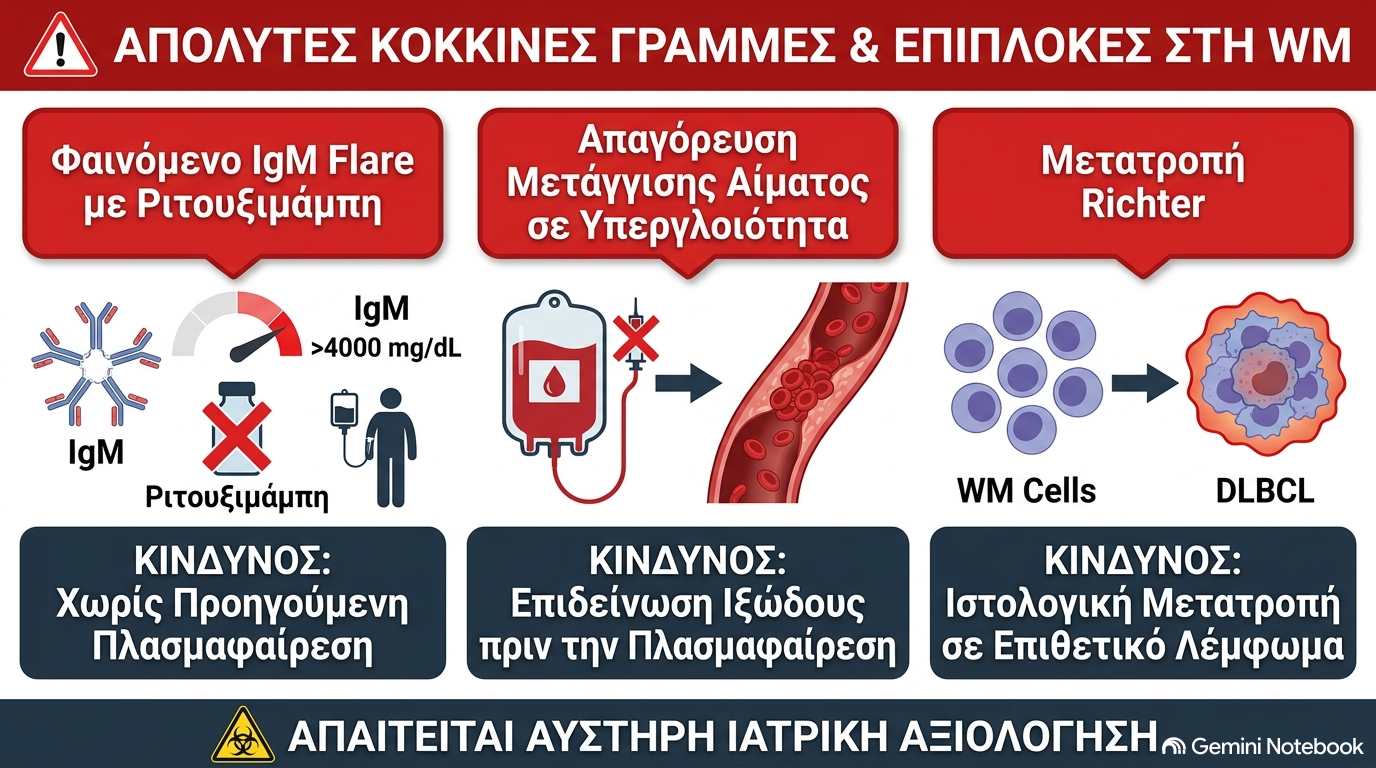 ΑΠΟΛΥΤΕΣ ΚΟΚΚΙΝΕΣ ΓΡΑΜΜΕΣ & ΕΠΙΠΛΟΚΕΣ ΣΤΗ WM
Φαινόμενο IgM Flare
με Ριτουξιμάμπη
IgM
>4000 mg/dL
IgM
Ριτουξιμάμπη
ΚΙΝΔΥΝΟΣ:
Χωρίς Προηγούμενη
Πλασμαφαίρεση
Απαγόρευση
Μετάγγισης Αίματος
σε Υπεργλοιότητα
ΚΙΝΔΥΝΟΣ:
Επιδείνωση Ιξώδους
πριν την Πλασμαφαίρεση
Μετατροπή
Richter
WM Cells
DLBCL
ΚΙΝΔΥΝΟΣ:
Ιστολογική Μετατροπή
σε Επιθετικό Λέμφωμα
ΑΠΑΙΤΕΙΤΑΙ ΑΥΣΤΗΡΗ ΙΑΤΡΙΚΗ ΑΞΙΟΛΟΓΗΣΗ
Gemini Notebook